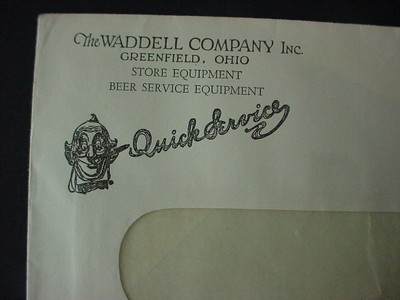 The WADDELL COMPANY INC.
GREENFIELD, OHIO
STORE EQUIPMENT
BEER SERVICE EQUIPMENT
Quick Service